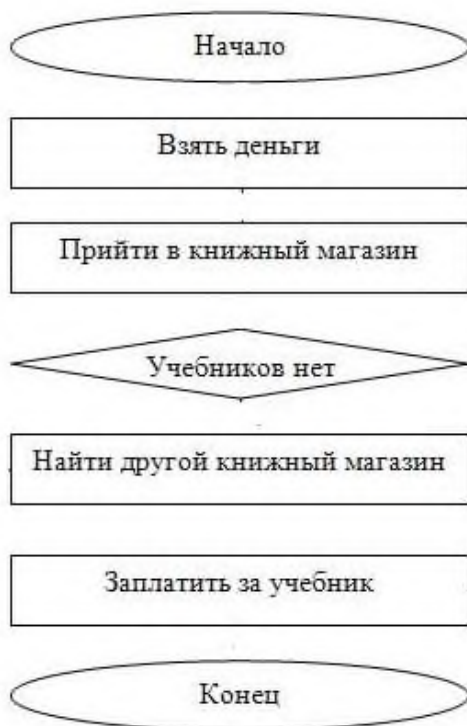 Начало
Взять деньги
Прийти в книжный магазин
Учебников нет
Найти другой книжный магазин
Заплатить за учебник
Конец